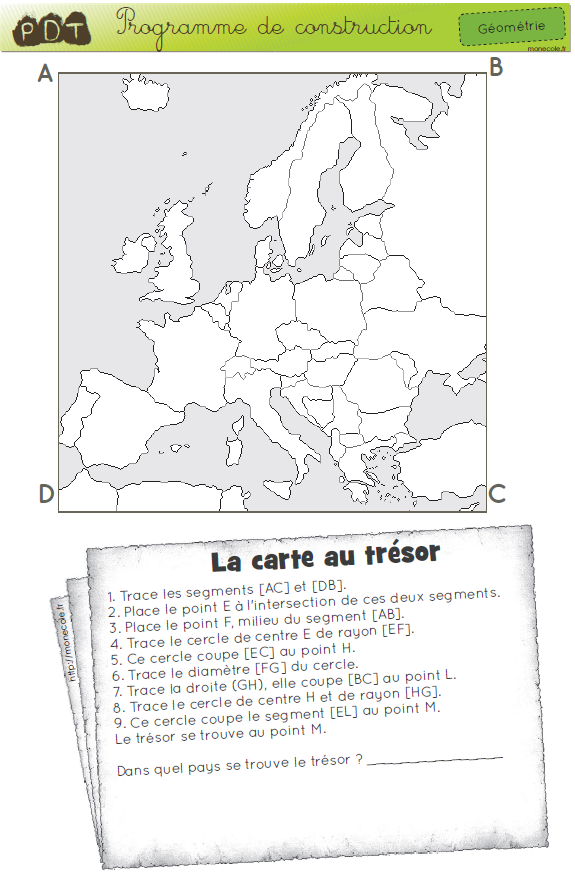 PDT
Programme de construction
Géométrie
monecole.fr
A
B
D
C
La carte au trésor
1. Trace les segments [AC] et [DB].
2. Place le point E à l'intersection de ces deux segments.
3. Place le point F, milieu du segment [AB].
4. Trace le cercle de centre E de rayon [EF].
5. Ce cercle coupe [EC] au point H.
6. Trace le diamètre [FG] du cercle.
7. Trace la droite (GH), elle coupe [BC] au point L.
8. Trace le cercle de centre H et de rayon [HG].
9. Ce cercle coupe le segment [EL] au point M.
Le trésor se trouve au point M.
Dans quel pays se trouve le trésor ?
http://monecole.fr